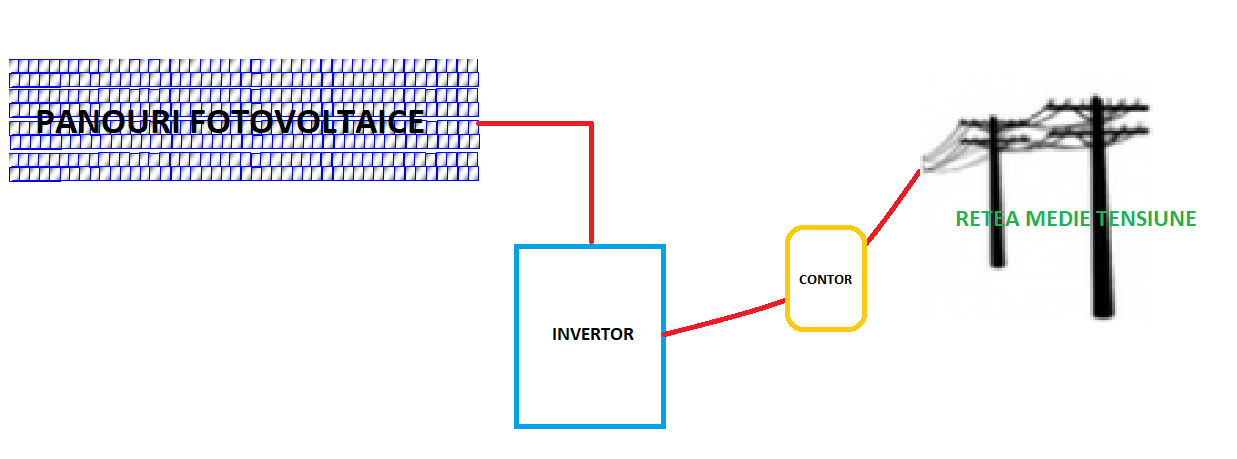 PANOURI FOTOVOLTAICE
RETEA MEDIE TENSIUNE
CONTOR
INVERTOR